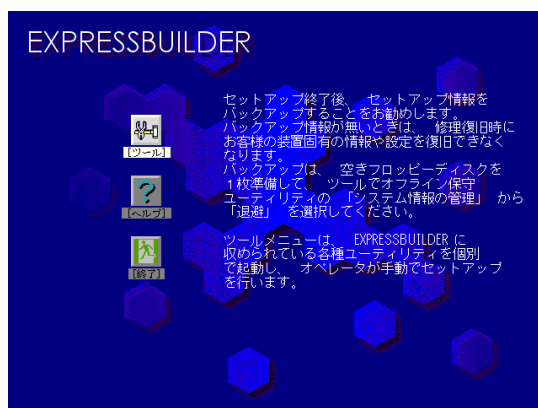 EXPRESSBUILDER
セットアップ終了後、 セットアップ情報を
バックアップすることをお勧めします。
バックアップ情報が無いときは、 修理復旧時に
お客様の装置固有の情報や設定を復旧できなく
なります。
バックアップは、 空きフロッピーディスクを
1枚準備して、 ツールでオフライン保守
ユーティリティの 「システム情報の管理」 から
「退避」 を選択してください。
[ツール]
[ヘルプ]
ツールメニューは、 EXPRESSBUILDER に
収められている各種ユーティリティを個別
で起動し、 オペレータが手動でセットアップ
を行います。
[終了]